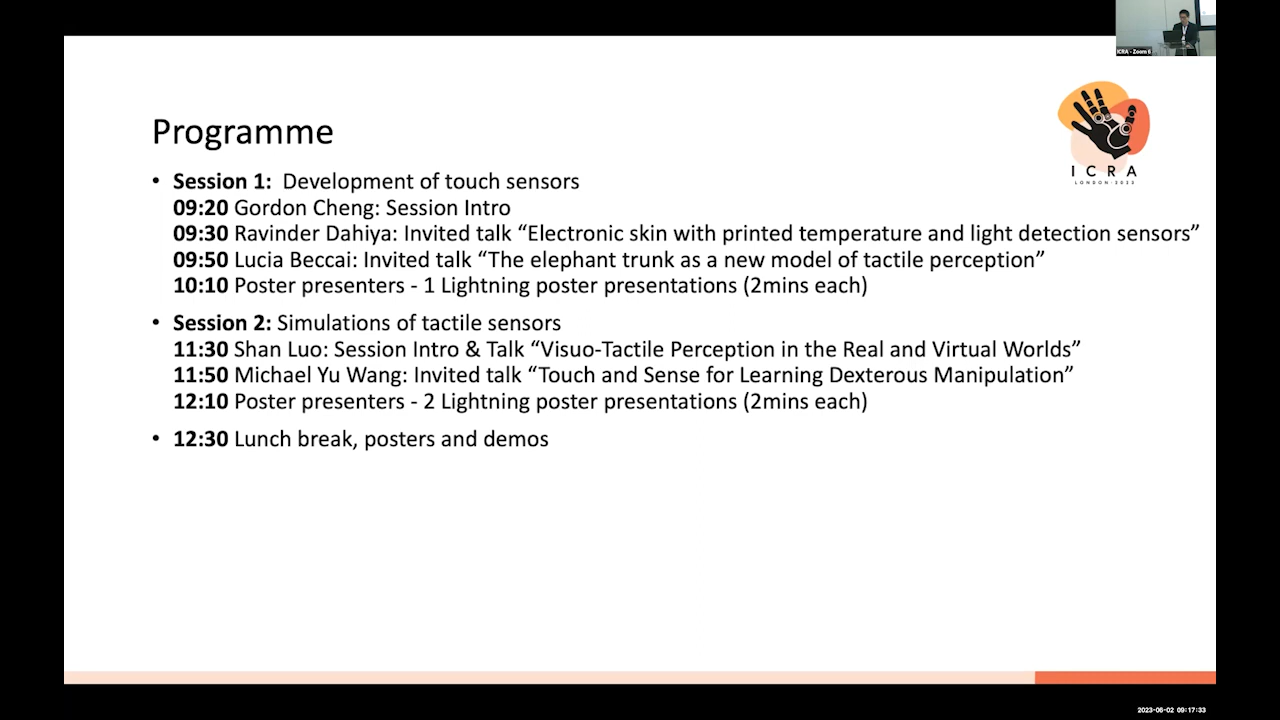 ICRA - Zoom 6
Programme
ICRA
LONDON · 2023
• Session 1: Development of touch sensors
09:20 Gordon Cheng: Session Intro
09:30 Ravinder Dahiya: Invited talk “Electronic skin with printed temperature and light detection sensors”
09:50 Lucia Beccai: Invited talk “The elephant trunk as a new model of tactile perception”
10:10 Poster presenters - 1 Lightning poster presentations (2mins each)
• Session 2: Simulations of tactile sensors
11:30 Shan Luo: Session Intro & Talk “Visuo-Tactile Perception in the Real and Virtual Worlds”
11:50 Michael Yu Wang: Invited talk “Touch and Sense for Learning Dexterous Manipulation”
12:10 Poster presenters - 2 Lightning poster presentations (2mins each)
• 12:30 Lunch break, posters and demos
2023-06-02 09:17:33